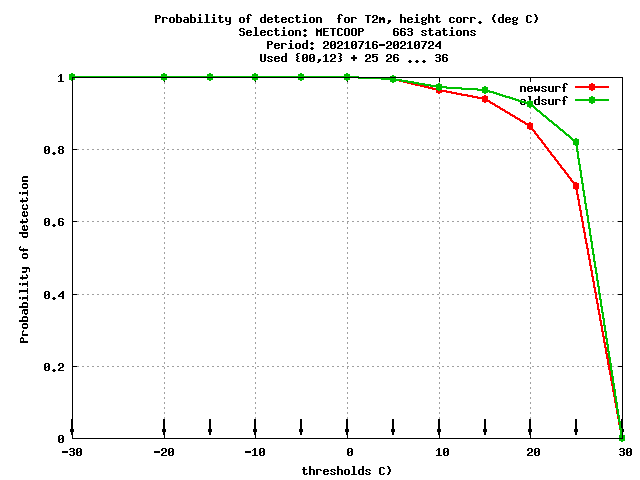 Probability of detection  for T2m, height corr. (deg C)
Selection: METCOOP    663 stations
Period: 20210716-20210724
Used {00,12} + 25 26 ... 36
newsurf
oldsurf
1
0.8
0.6
0.4
0.2
0
Probability of detection
-30 -20 -10 0 10 20 30
thresholds C)